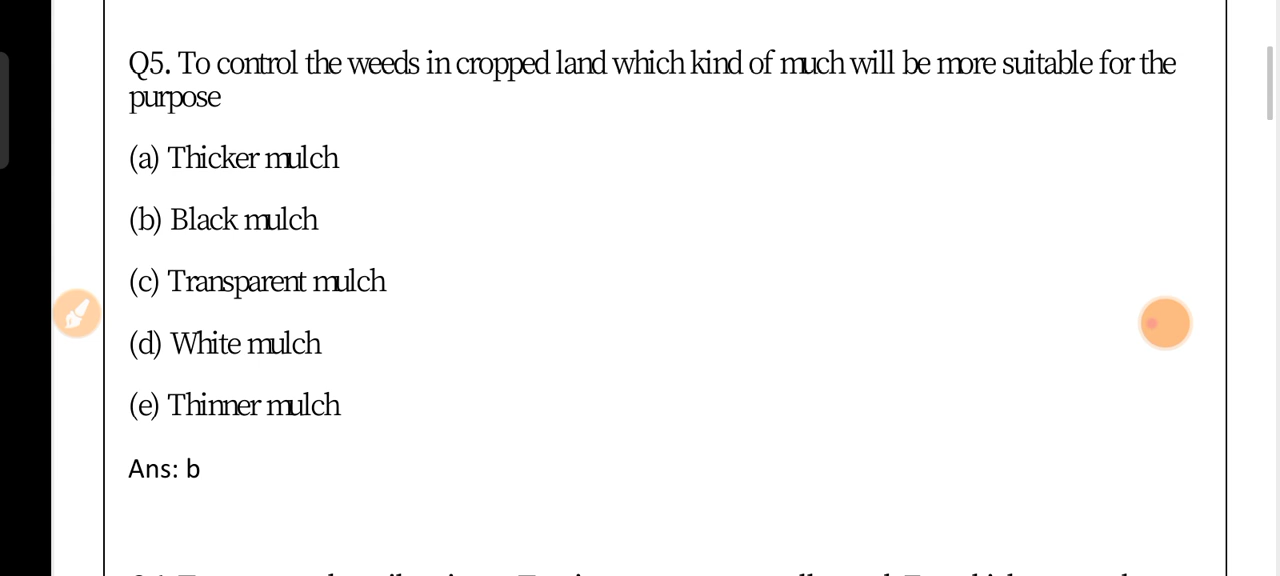 Q5. To control the weeds in cropped land which kind of much will be more suitable for the
purpose
(a) Thicker mulch
(b) Black mulch
(c) Transparent mulch
(d) White mulch
(e) Thinner mulch
Ans: b